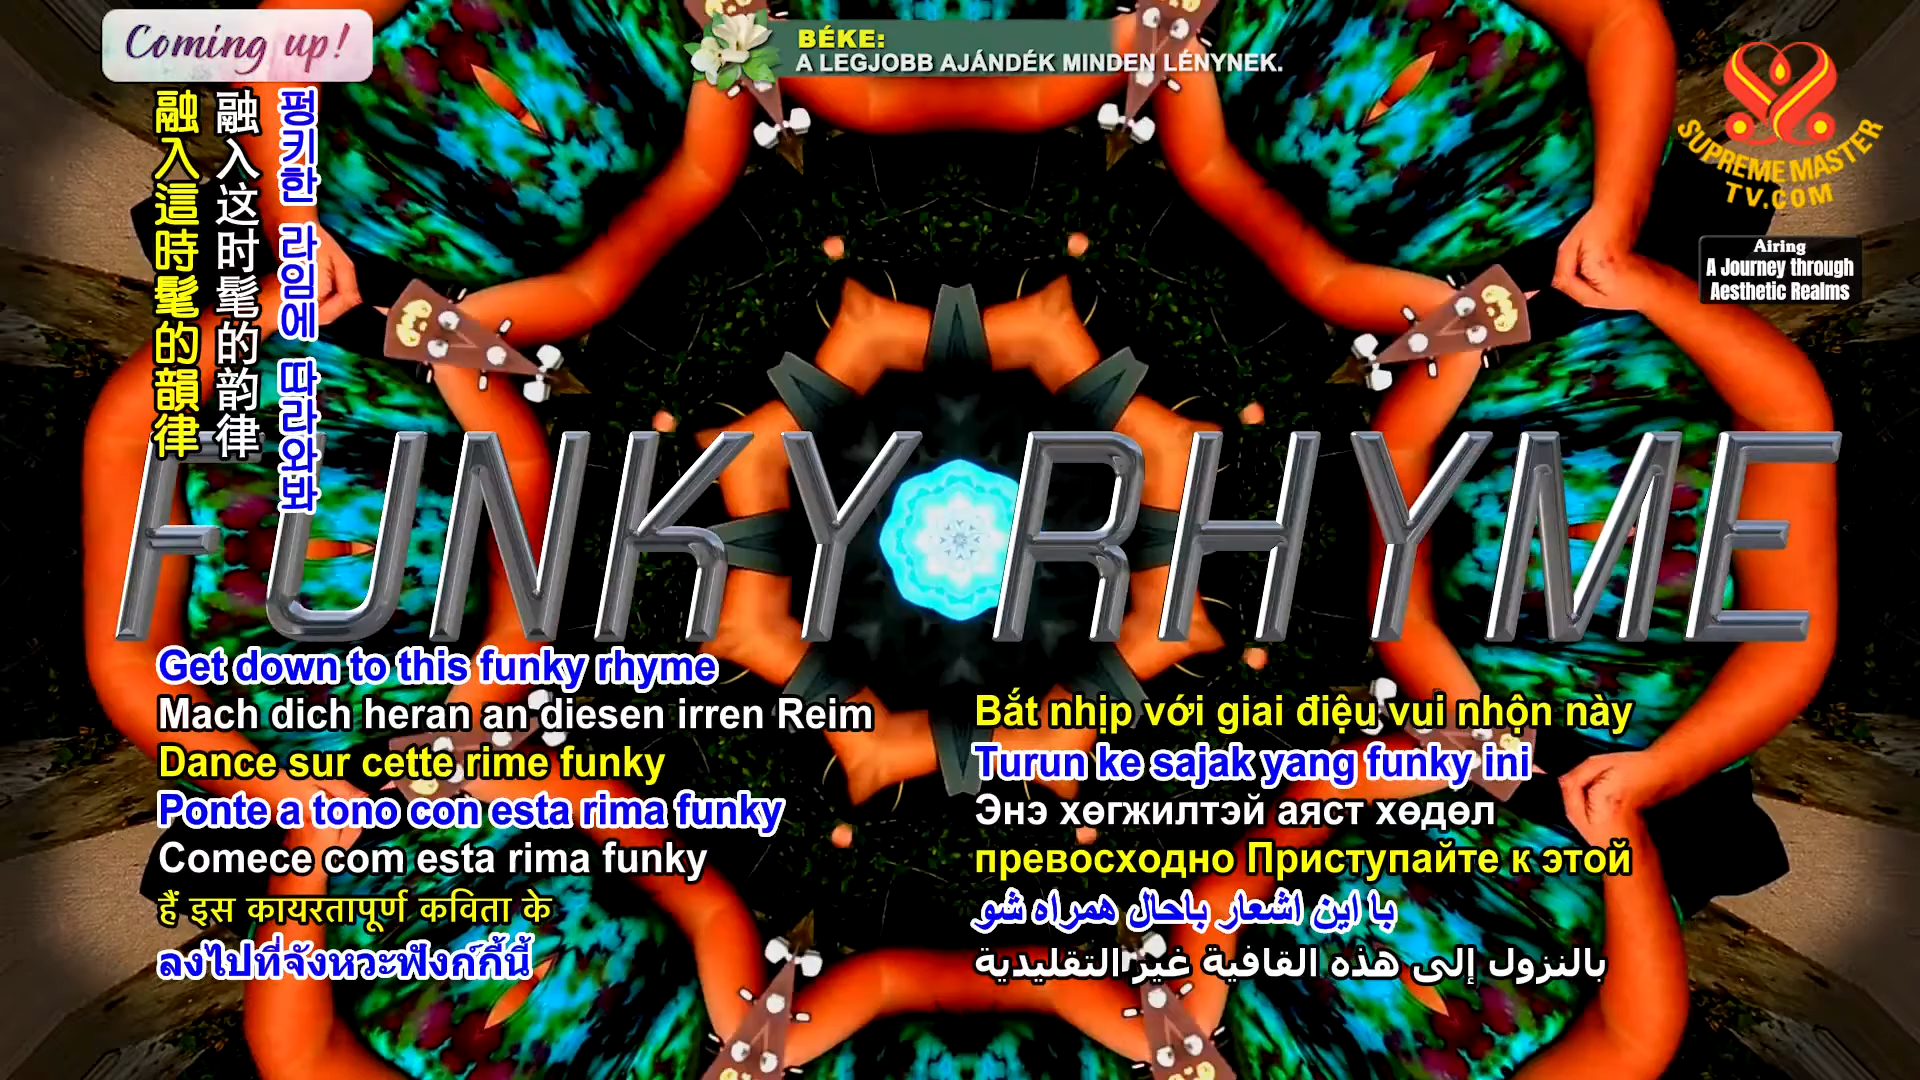 Coming up!
BÉKE:
A LEGJOBB AJÁNDÉK MINDEN LÉNYNEK.
SUPREME MASTER
TV.COM
Airing
A Journey through
Aesthetic Realms
融入這時髦的韻律
融入这时髦的韵律
펑키한 라임에 따라와봐
FUNKY RHYME
Get down to this funky rhyme
Mach dich heran an diesen irren Reim
Dance sur cette rime funky
Ponte a tono con esta rima funky
Comece com esta rima funky
हैं इस कायरतापूर्ण कविता के
ลงไปที่จังหวะฟังก์กี้นี้
Bắt nhịp với giai điệu vui nhộn này
Turun ke sajak yang funky ini
Энэ хөгжилтэй аяст хөдөл
превосходно Приступайте к этой
با این اشعار باحال همراه شو
بالنزول إلى هذه القافية غير التقليدية